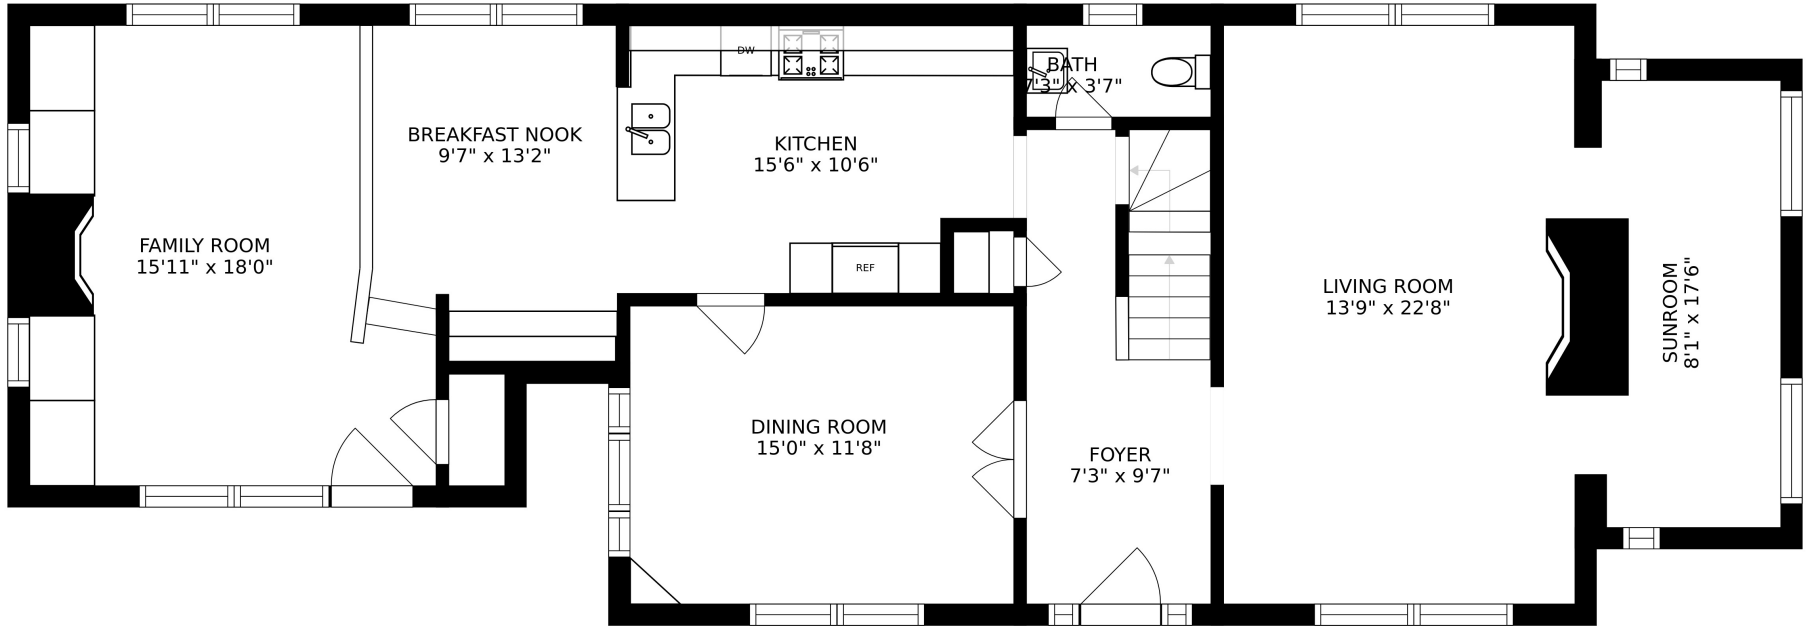 DW
BATH
7'3" x 3'7"
BREAKFAST NOOK
9'7" x 13'2"
KITCHEN
15'6" x 10'6"
FAMILY ROOM
15'11" x 18'0"
REF
LIVING ROOM
13'9" x 22'8"
SUNROOM
8'1" x 17'6"
DINING ROOM
15'0" x 11'8"
FOYER
7'3" x 9'7"